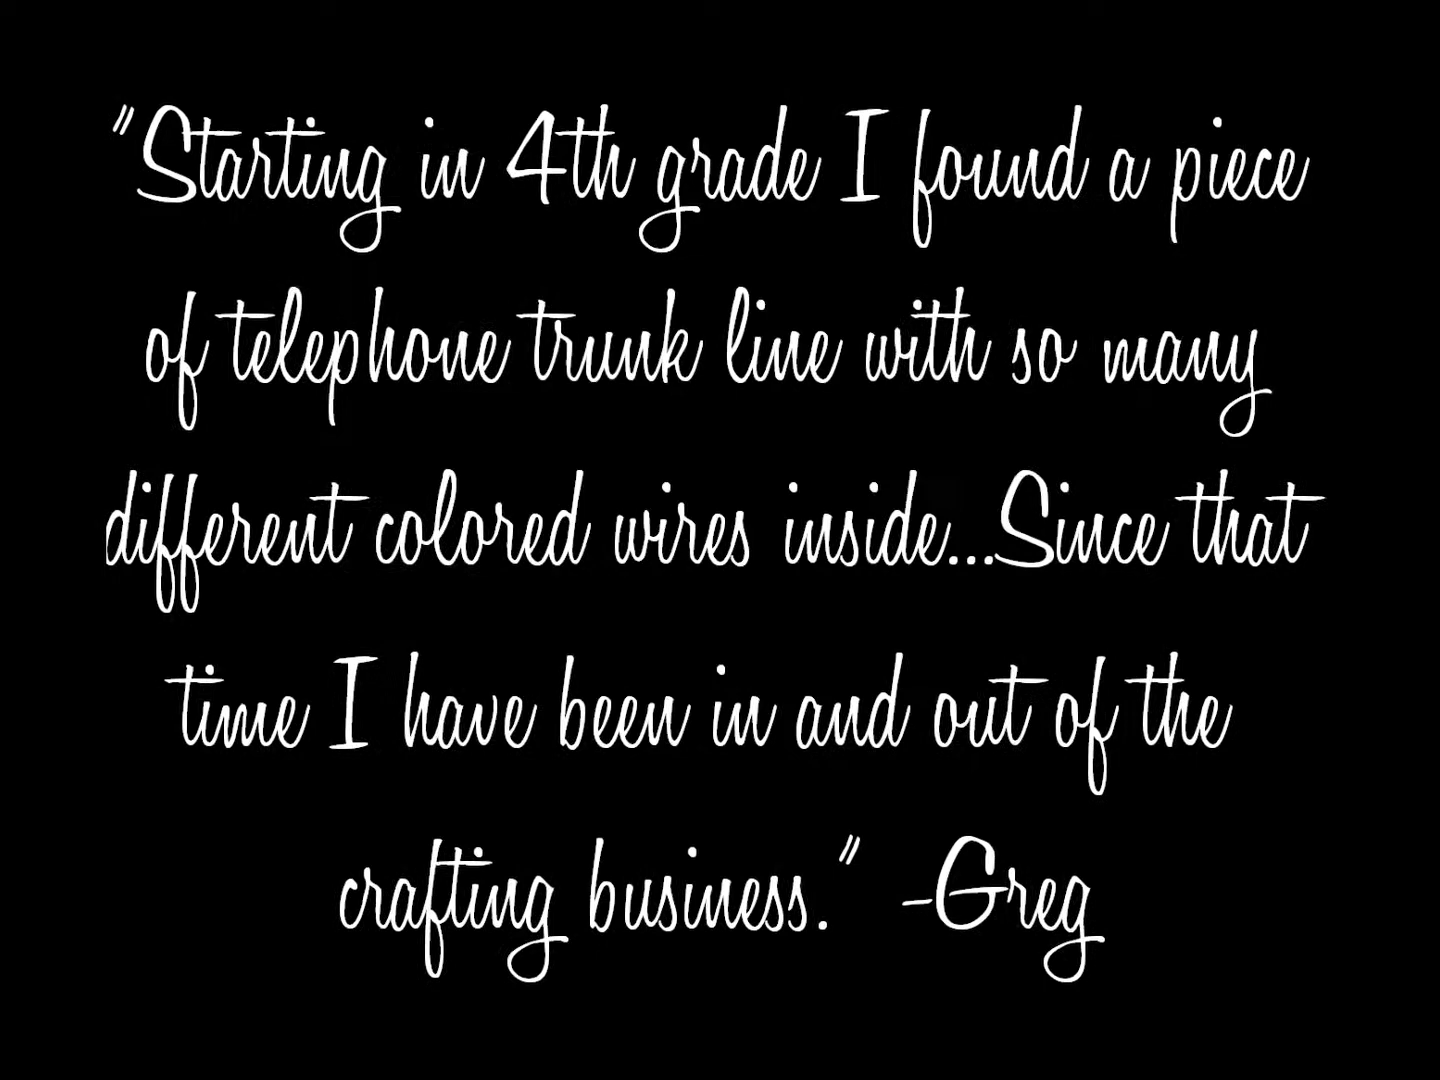 "Starting in 4th grade I found a piece
of telephone trunk line with so many
different colored wires inside...Since that
time I have been in and out of the
crafting business." -Greg